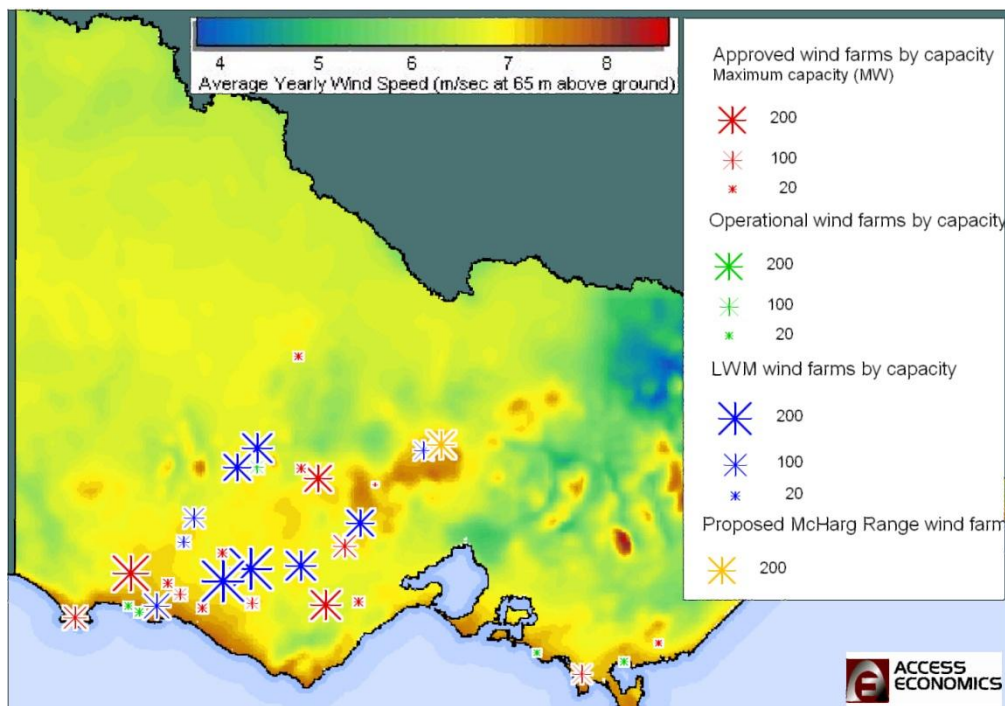 4 5 6 7 8
Average Yearly Wind Speed (m/sec at 65 m above ground)
Approved wind farms by capacity
Maximum capacity (MW)
200
100
20
Operational wind farms by capacity
200
100
20
LWM wind farms by capacity
200
100
20
Proposed McHarg Range wind farm
200
ACCESS
ECONOMICS